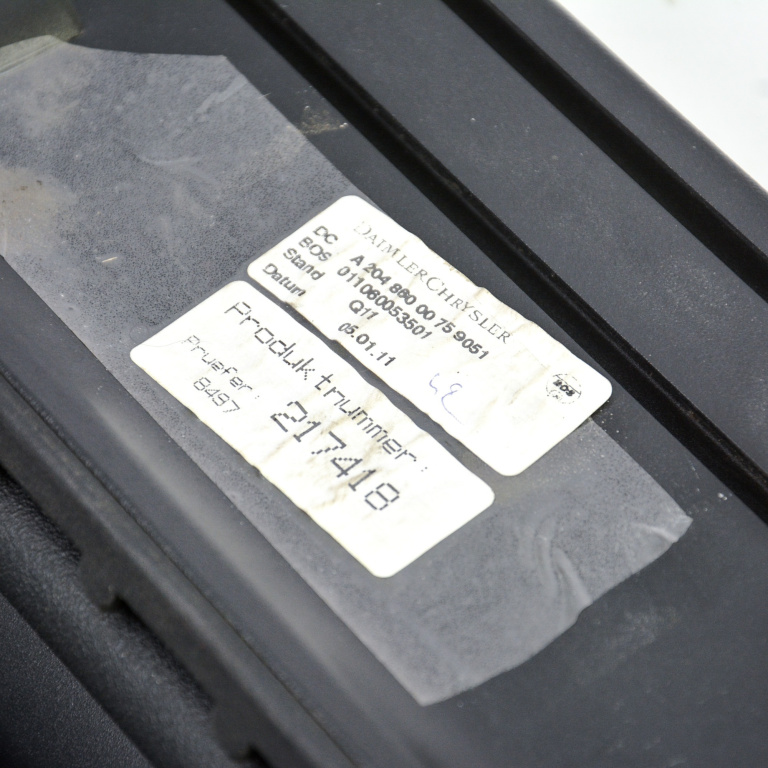 DAIMLERCHRYSLER
DC A 204 860 00 75 9051
BOS 011060053501
Stand Q11
Datum 05.01.11
BOS
Produktnummer:
Pruefer: 217418
8497